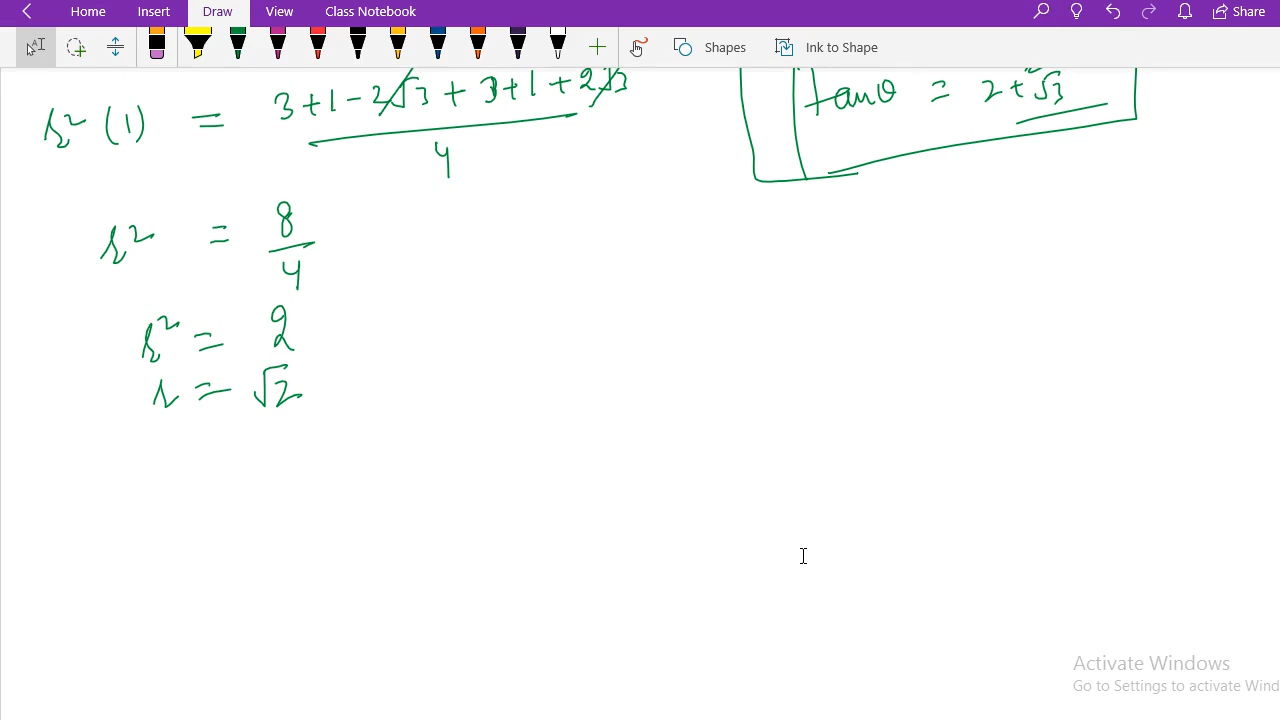 Home Insert Draw View Class Notebook Share
Shapes Ink to Shape
r² (1) = 3+1-2√3 + 3+1+2√3 / 4
tanθ = 2+√3
r² = 8/4
r² = 2
r = √2
Activate Windows
Go to Settings to activate Wind